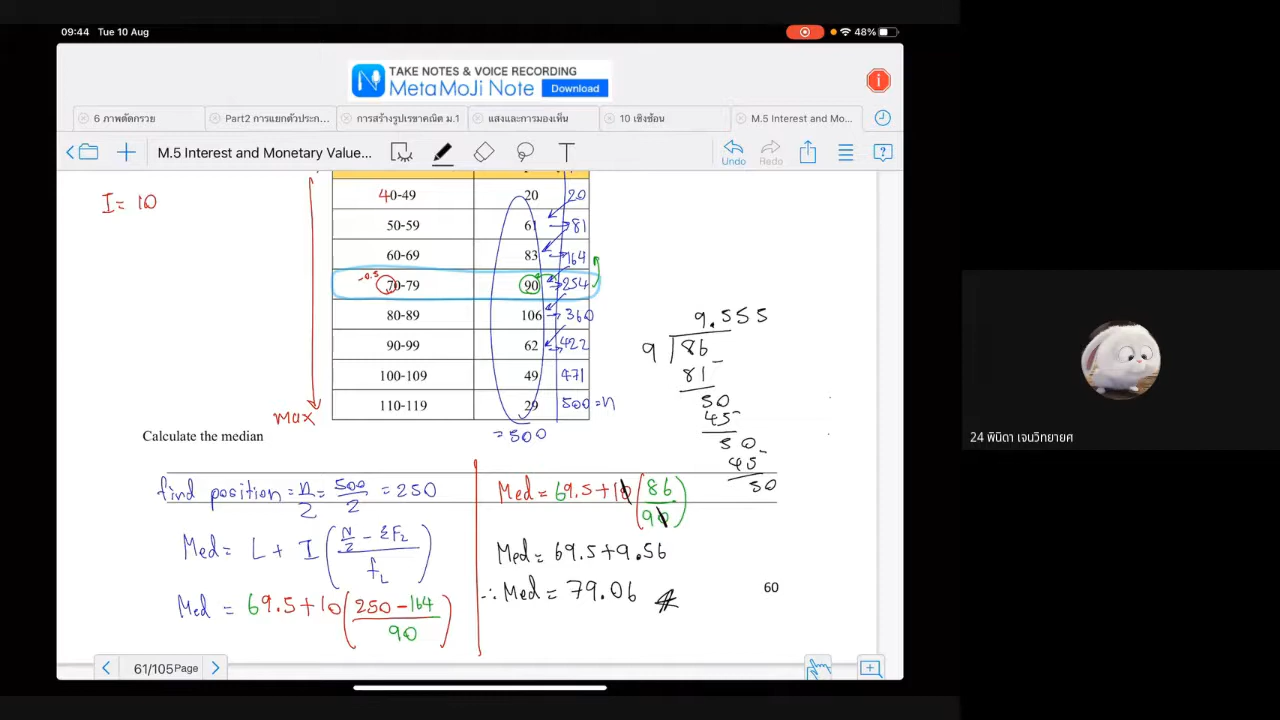 09:44 Tue 10 Aug
48%
TAKE NOTES & VOICE RECORDING
MetaMoJi Note
Download
6 ภาพตัดกรวย
Part2 การแยกตัวประก...
การสร้างรูปเรขาคณิต ม.1
แสงและการมองเห็น
10 เชิงซ้อน
M.5 Interest and Mo...
M.5 Interest and Monetary Value...
T
Undo
Redo
I = 10
40-49 20 20
50-59 61 81
60-69 83 164
-0.5 70-79 90 254
80-89 106 360
90-99 62 422
100-109 49 471
110-119 29 500 = n
max
= 500
9.555
9 86
81
50
45
50
45
50
Calculate the median
find position = n/2 = 500/2 = 250
Med = L + I (N/2 - ΣFL / fL)
Med = 69.5 + 10 (250 - 164 / 90)
Med = 69.5 + 10 (86 / 90)
Med = 69.5 + 9.56
∴ Med = 79.06
60
61/105Page
24 พินิตา เจนวิทยายศ